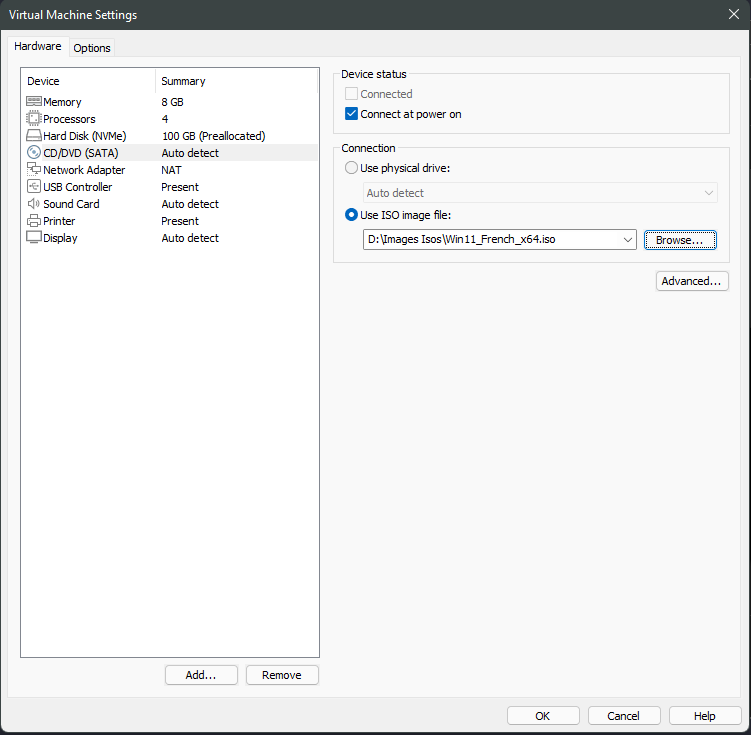 Virtual Machine Settings
Hardware Options
Device Summary
Memory 8 GB
Processors 4
Hard Disk (NVMe) 100 GB (Preallocated)
CD/DVD (SATA) Auto detect
Network Adapter NAT
USB Controller Present
Sound Card Auto detect
Printer Present
Display Auto detect
Add... Remove
Device status
Connected
Connect at power on
Connection
Use physical drive:
Auto detect
Use ISO image file:
D:\Images Isos\Win11_French_x64.iso Browse...
Advanced...
OK Cancel Help